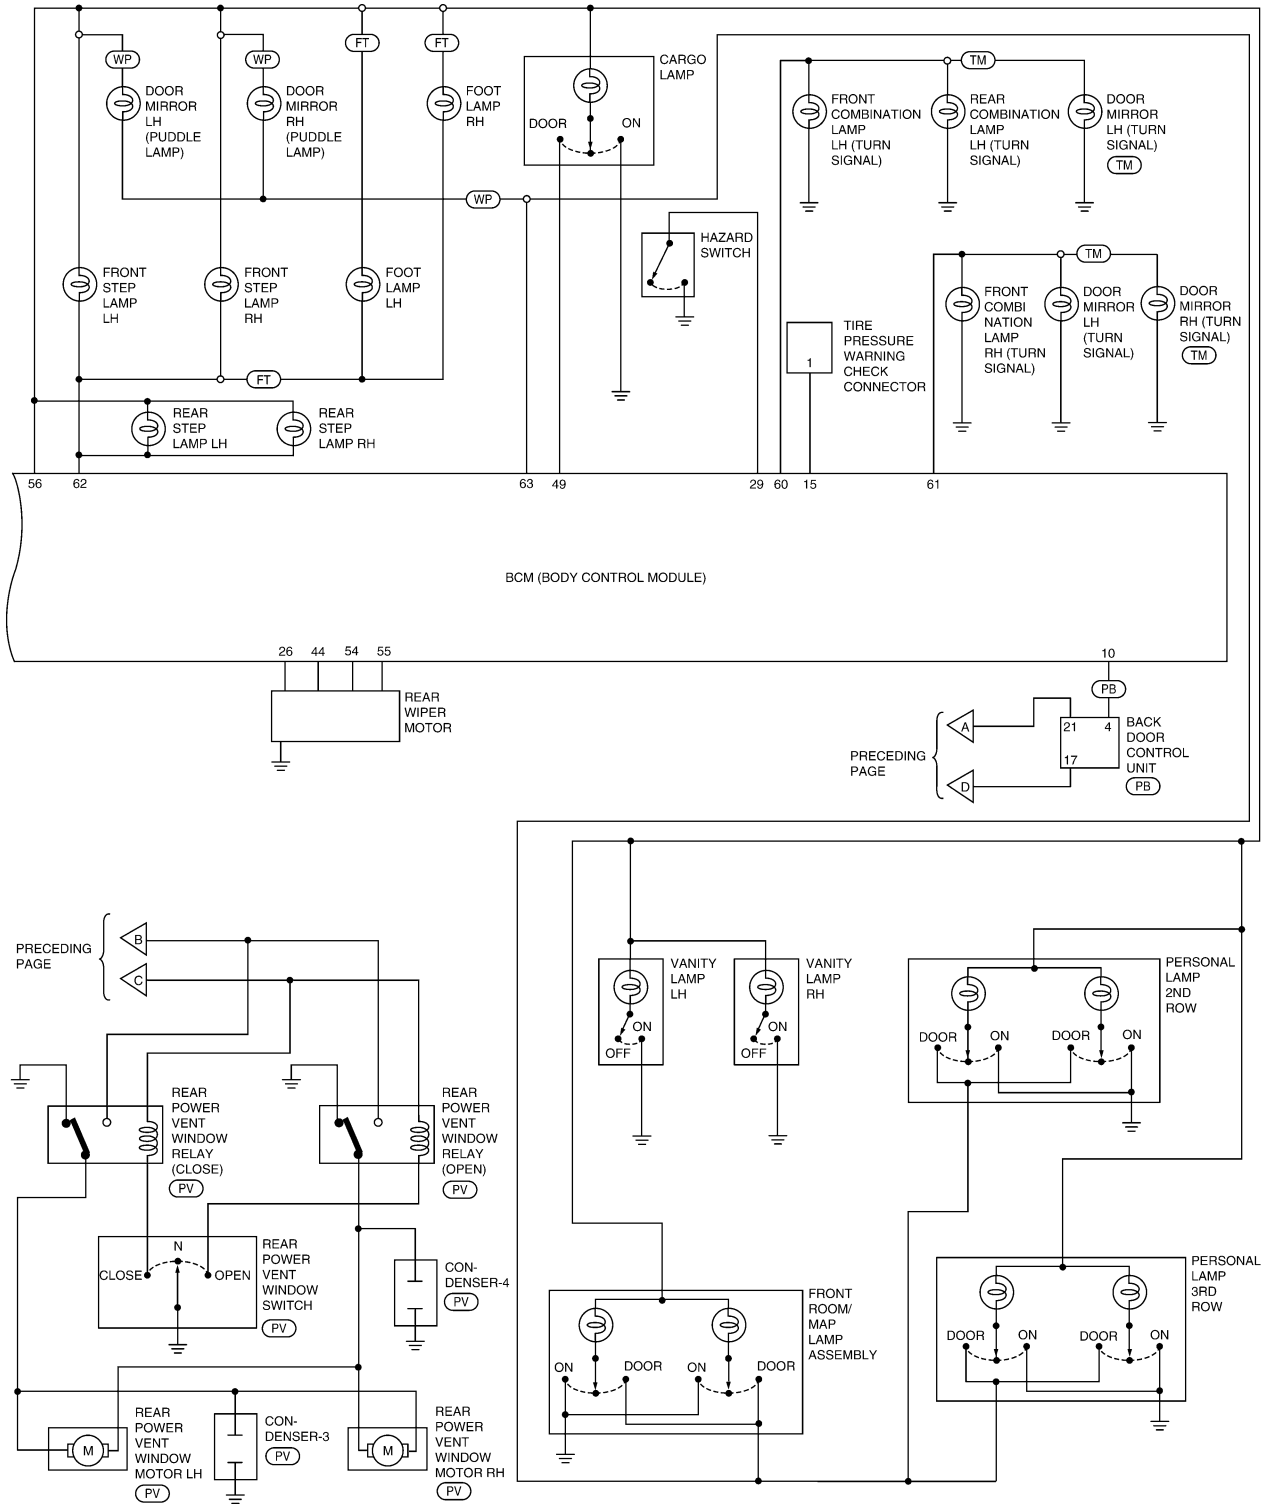 WP
WP
FT
FT
DOOR
MIRROR
LH
(PUDDLE
LAMP)
DOOR
MIRROR
RH
(PUDDLE
LAMP)
FOOT
LAMP
RH
CARGO
LAMP
DOOR
ON
TM
FRONT
COMBINATION
LAMP
LH (TURN
SIGNAL)
REAR
COMBINATION
LAMP
LH (TURN
SIGNAL)
DOOR
MIRROR
LH (TURN
SIGNAL)
TM
WP
HAZARD
SWITCH
FRONT
STEP
LAMP
LH
FRONT
STEP
LAMP
RH
FOOT
LAMP
LH
TM
FRONT
COMBI
NATION
LAMP
RH (TURN
SIGNAL)
DOOR
MIRROR
LH
(TURN
SIGNAL)
DOOR
MIRROR
RH (TURN
SIGNAL)
TM
1
TIRE
PRESSURE
WARNING
CHECK
CONNECTOR
FT
REAR
STEP
LAMP LH
REAR
STEP
LAMP RH
56
62
63
49
29
60
15
61
BCM (BODY CONTROL MODULE)
26
44
54
55
10
REAR
WIPER
MOTOR
PB
21
4
17
BACK
DOOR
CONTROL
UNIT
PB
PRECEDING
PAGE
A
D
PRECEDING
PAGE
B
C
VANITY
LAMP
LH
ON
OFF
VANITY
LAMP
RH
ON
OFF
PERSONAL
LAMP
2ND
ROW
DOOR
ON
DOOR
ON
REAR
POWER
VENT
WINDOW
RELAY
(CLOSE)
PV
REAR
POWER
VENT
WINDOW
RELAY
(OPEN)
PV
N
CLOSE
OPEN
REAR
POWER
VENT
WINDOW
SWITCH
PV
CON-
DENSER-4
PV
FRONT
ROOM/
MAP
LAMP
ASSEMBLY
ON
DOOR
ON
DOOR
PERSONAL
LAMP
3RD
ROW
DOOR
ON
DOOR
ON
M
REAR
POWER
VENT
WINDOW
MOTOR LH
PV
CON-
DENSER-3
PV
M
REAR
POWER
VENT
WINDOW
MOTOR RH
PV